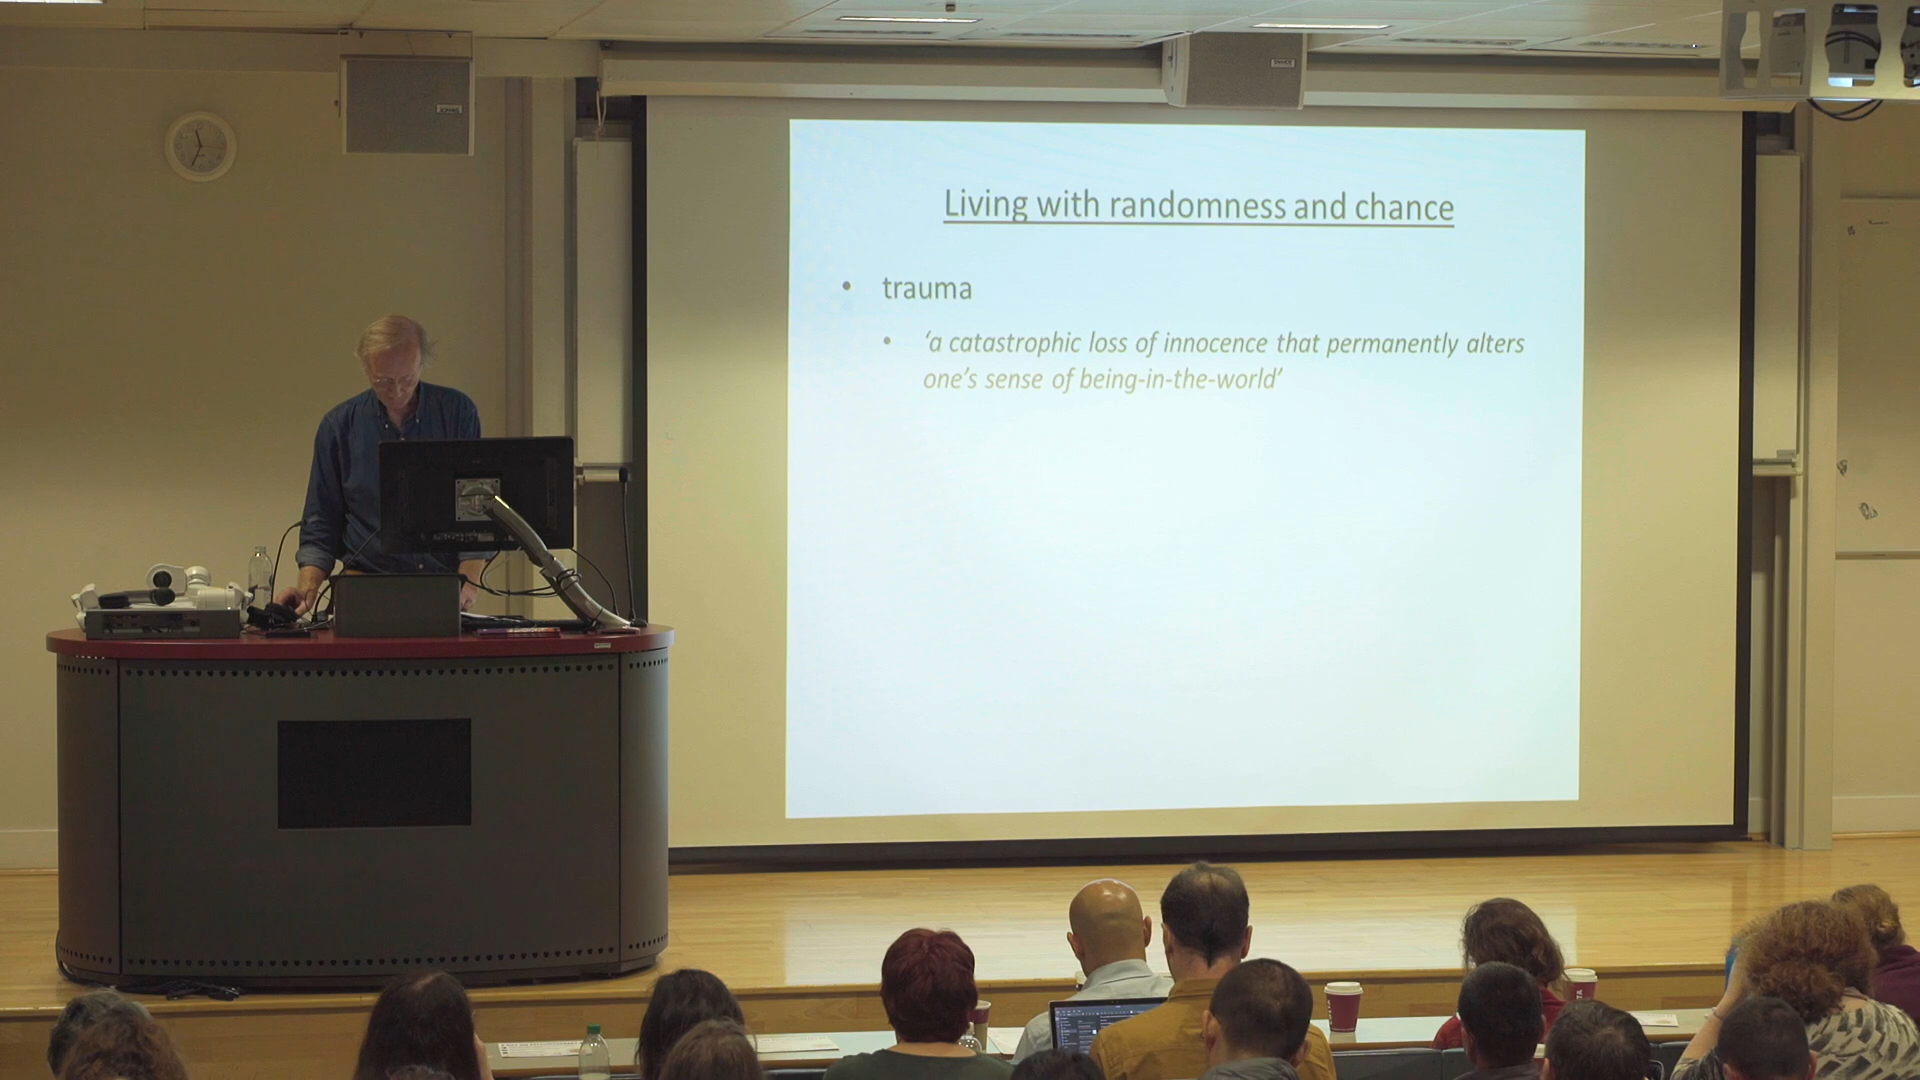 Living with randomness and chance
• trauma
• ‘a catastrophic loss of innocence that permanently alters
one’s sense of being-in-the-world’